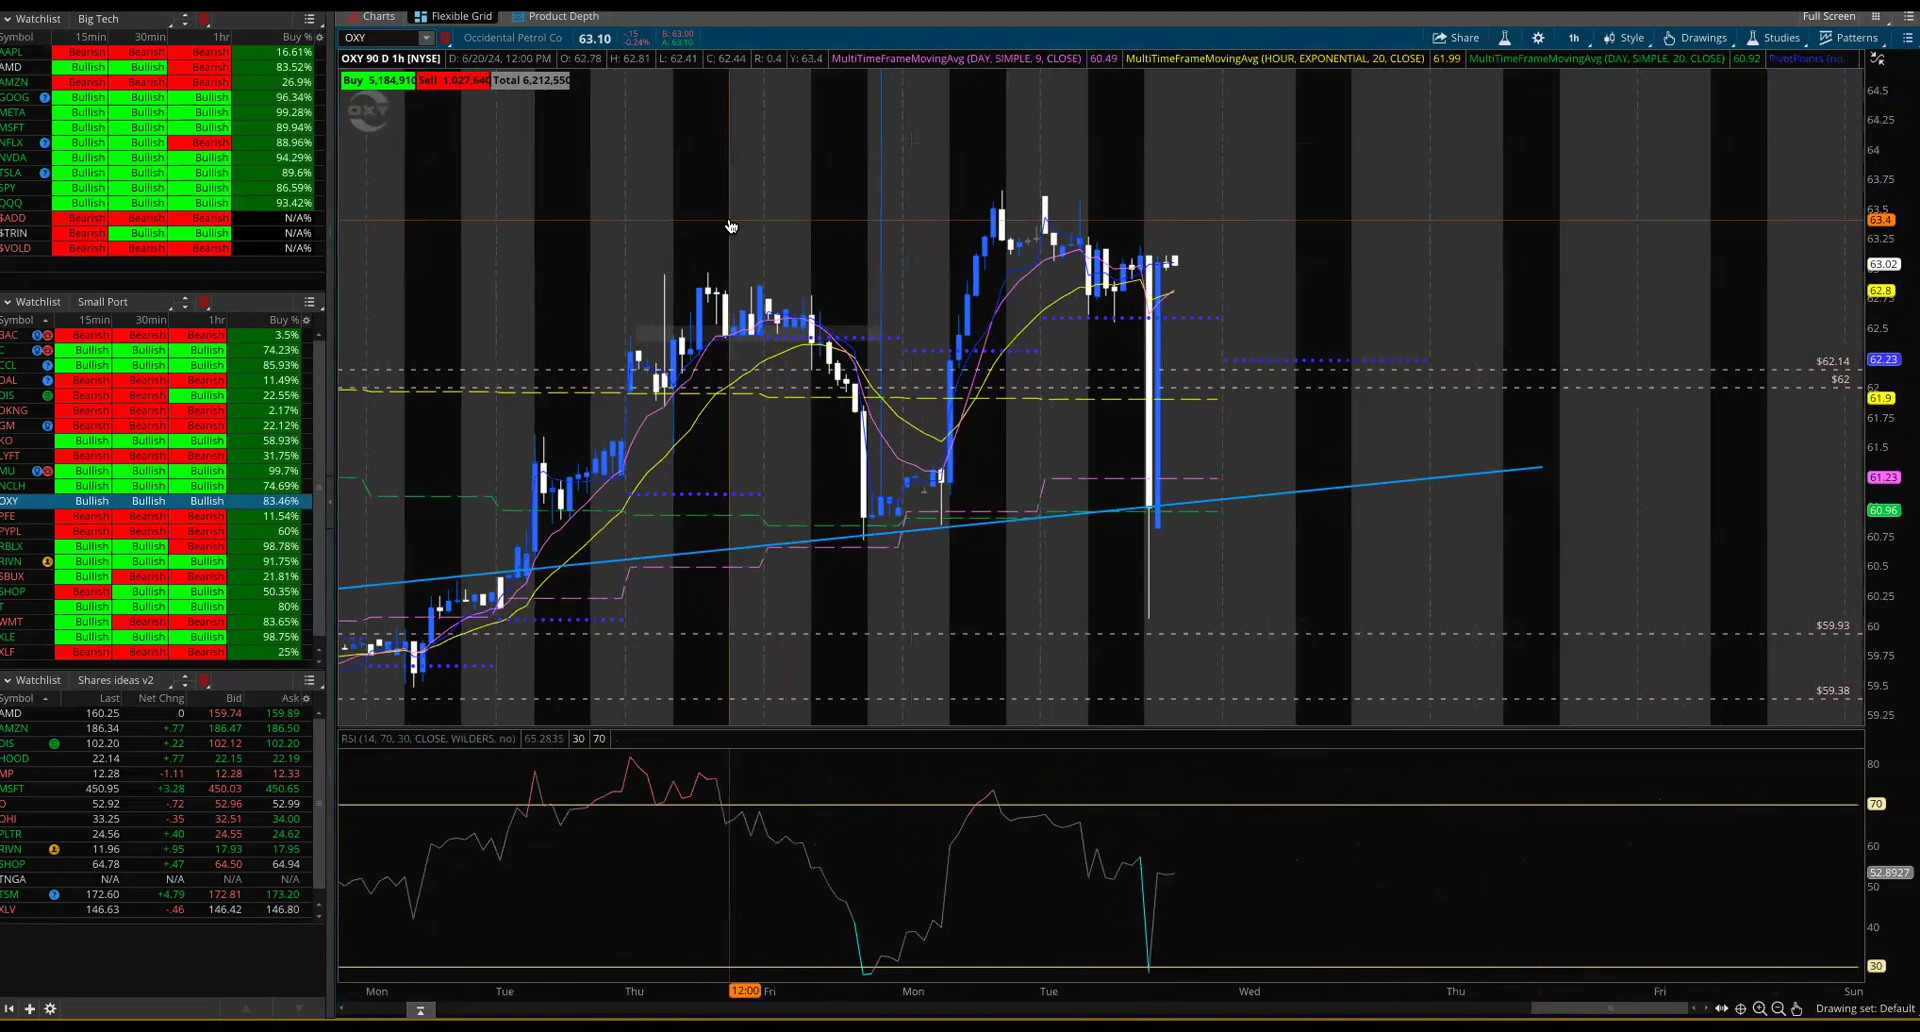 Watchlist Big Tech
Symbol 15min 30min 1hr Buy %
AAPL Bearish Bearish Bearish 16.61%
AMD Bullish Bearish Bearish 83.52%
AMZN Bearish Bearish Bearish 26.9%
GOOG Bullish Bullish Bullish 96.34%
META Bullish Bullish Bullish 99.28%
MSFT Bullish Bullish Bullish 89.94%
NFLX Bullish Bullish Bearish 88.96%
NVDA Bullish Bullish Bullish 94.29%
TSLA Bullish Bullish Bullish 89.6%
SPY Bullish Bullish Bullish 86.59%
QQQ Bullish Bullish Bullish 93.42%
$ADD Bearish Bearish Bearish N/A%
$TRIN Bearish Bullish Bullish N/A%
$VOLD Bearish Bearish Bearish N/A%
Watchlist Small Port
Symbol 15min 30min 1hr Buy %
BAC Bearish Bearish Bearish 3.5%
C Bullish Bullish Bullish 74.23%
CCL Bullish Bullish Bullish 85.93%
DAL Bearish Bearish Bearish 11.49%
DIS Bearish Bearish Bullish 22.55%
DKNG Bearish Bearish Bearish 2.17%
GM Bearish Bearish Bearish 22.12%
KO Bullish Bullish Bullish 58.93%
LYFT Bearish Bearish Bearish 31.75%
MU Bullish Bullish Bullish 99.7%
NCLH Bullish Bullish Bullish 74.69%
OXY Bullish Bullish Bullish 83.46%
PFE Bearish Bearish Bearish 11.54%
PYPL Bearish Bearish Bearish 60%
RBLX Bullish Bullish Bullish 98.78%
RIVN Bullish Bullish Bullish 91.75%
SBUX Bullish Bearish Bearish 21.81%
SHOP Bearish Bullish Bullish 50.35%
T Bullish Bullish Bullish 80%
WMT Bullish Bearish Bearish 83.65%
XLE Bullish Bullish Bullish 98.75%
XLF Bearish Bearish Bearish 25%
Watchlist Shares ideas v2
Symbol Last Net Chng Bid Ask
AMD 160.25 0 159.74 159.89
AMZN 186.34 +.77 186.47 186.50
DIS 102.20 +.22 102.12 102.20
HOOD 22.14 +.77 22.15 22.19
MP 12.28 -1.11 12.28 12.33
MSFT 450.95 +3.28 450.03 450.65
O 52.92 -.72 52.96 52.99
OHI 33.25 -.35 32.51 34.00
PLTR 24.56 +.40 24.55 24.62
RIVN 11.96 +.95 17.93 17.95
SHOP 64.78 +.47 64.50 64.94
TNGA N/A N/A N/A N/A
TSM 172.60 +4.79 172.81 173.20
XLV 146.63 -.46 146.42 146.80
Charts Flexible Grid Product Depth Full Screen
OXY Occidental Petrol Co 63.10 -.15 -0.24% B: 63.00 A: 63.10 Share 1h Style Drawings Studies Patterns
OXY 90 D 1h [NYSE] D: 6/20/24, 12:00 PM O: 62.78 H: 62.81 L: 62.41 C: 62.44 R: 0.4 Y: 63.4 MultiTimeFrameMovingAvg (DAY, SIMPLE, 9, CLOSE) 60.49 MultiTimeFrameMovingAvg (HOUR, EXPONENTIAL, 20, CLOSE) 61.99 MultiTimeFrameMovingAvg (DAY, SIMPLE, 20, CLOSE) 60.92 PivotPoints (no...
Buy 5,184,910 Sell 1,027,640 Total 6,212,550
OXY
64.5
64.25
64
63.75
63.5
63.4
63.25
63.02
62.8
62.75
62.5
$62.14
62.23
$62
62
61.9
61.75
61.5
61.23
60.96
60.75
60.5
60.25
$59.93
60
59.75
$59.38
59.5
59.25
RSI (14, 70, 30, CLOSE, WILDERS, no) 65.2835 30 70
80
70
60
52.8927
50
40
30
Mon Tue Thu 12:00 Fri Mon Tue Wed Thu Fri Sun
Drawing set: Default